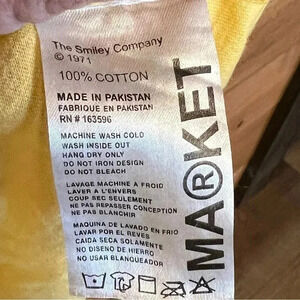 The Smiley Company
© 1971
100% COTTON
MADE IN PAKISTAN
FABRIQUE EN PAKISTAN
RN # 163596
MACHINE WASH COLD
WASH INSIDE OUT
HANG DRY ONLY
DO NOT IRON DESIGN
DO NOT BLEACH
LAVAGE MACHINE A FROID
LAVER A L'ENVERS
COUP SEC SEULEMENT
NE PAS REPASSER CONCEPTION
NE PAS BLANCHIR
MAQUINA DE LAVADO EN FRIO
LAVAR POR EL REVES
CAIDA SECA SOLAMENTE
NO DISENO DE HIERRO
NO USAR BLANQUEADOR
MA®KET